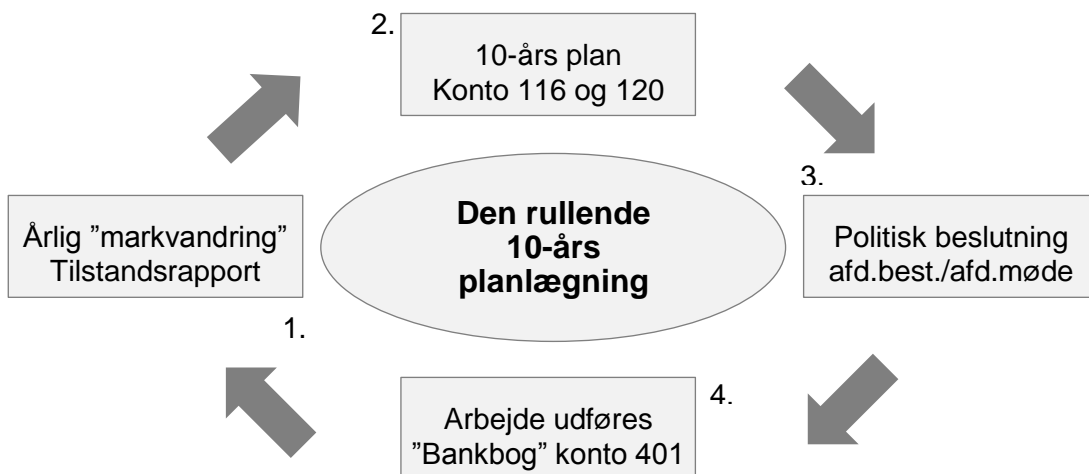 2.
10-års plan
Konto 116 og 120
3.
Politisk beslutning
afd.best./afd.møde
Den rullende
10-års
planlægning
Årlig ”markvandring”
Tilstandsrapport
1.
4.
Arbejde udføres
”Bankbog” konto 401